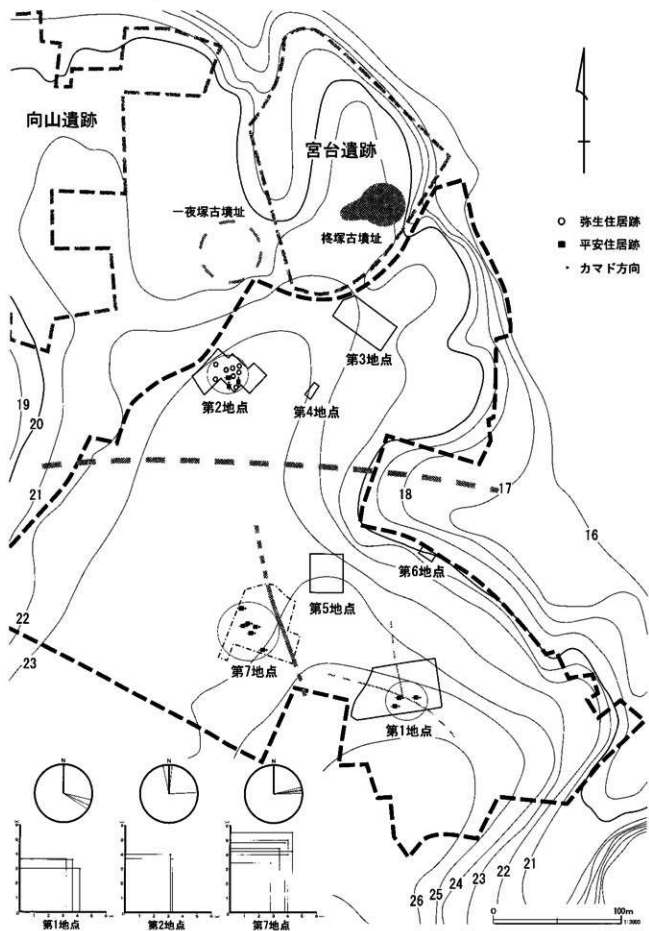 向山遺跡
宮台遺跡
一夜塚古墳址
柊塚古墳址
○ 弥生住居跡
■ 平安住居跡
・ カマド方向
第3地点
第2地点
第4地点
19
20
21
22
23
18
17
16
第6地点
第5地点
第7地点
第1地点
N
N
N
第1地点
第2地点
第7地点
26
25
24
23
22
21
0
100m
1:3000